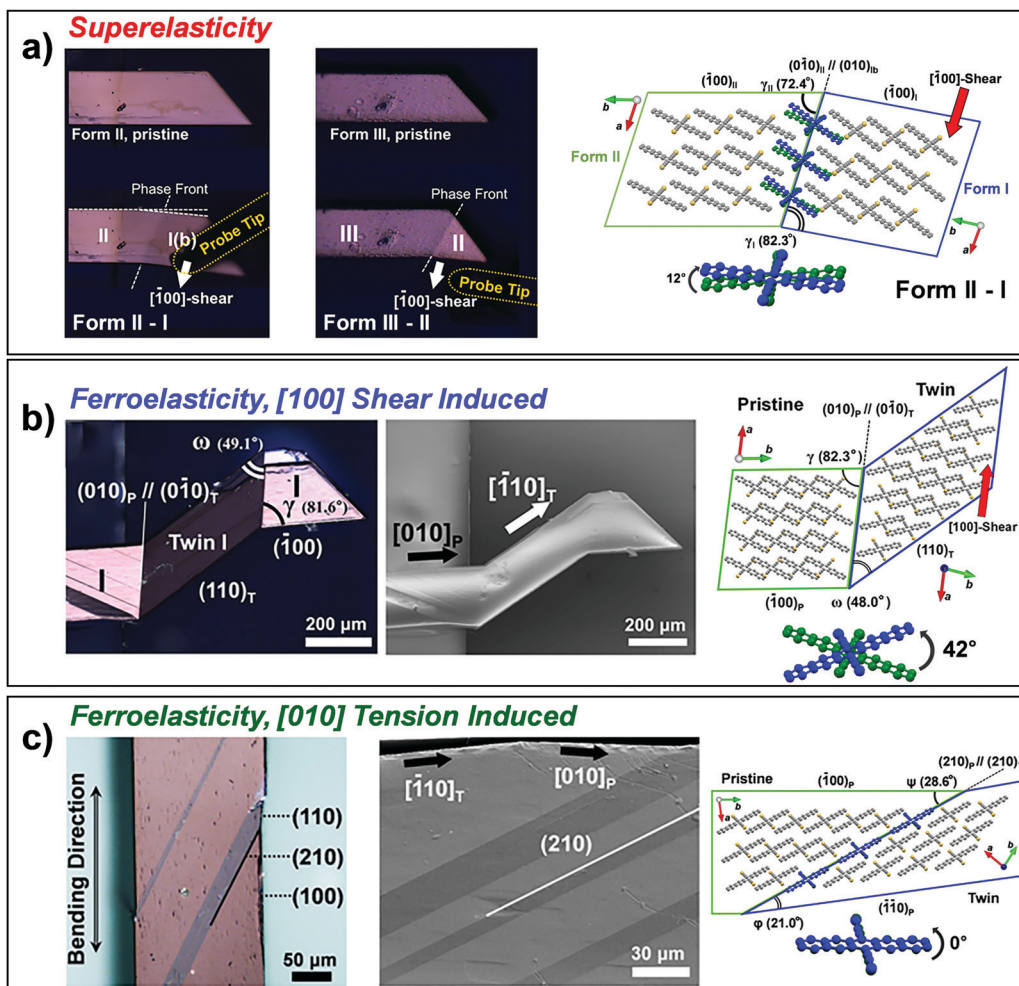 a)
Superelasticity
Form II, pristine
Phase Front
II
I(b)
Probe Tip
[1̄00]-shear
Form II - I
Form III, pristine
Phase Front
III
II
Probe Tip
[1̄00]-shear
Form III - II
(01̄0)II // (010)Ib
(1̄00)II
γII (72.4°)
(1̄00)I
[1̄00]-Shear
b
a
Form II
Form I
b
a
γI (82.3°)
12°
Form II - I
b)
Ferroelasticity, [100] Shear Induced
ω (49.1°)
(010)P // (01̄0)T
I
γ (81.6°)
Twin I
(1̄00)
I
(110)T
200 µm
[1̄10]T
[010]P
200 µm
Twin
Pristine
(010)P // (01̄0)T
a
b
γ (82.3°)
[100]-Shear
(110)T
b
a
(1̄00)P
ω (48.0°)
42°
c)
Ferroelasticity, [010] Tension Induced
Bending Direction
(110)
(210)
(100)
50 µm
[1̄10]T
[010]P
(210)
30 µm
(210)P // (210)
Pristine
(1̄00)P
ψ (28.6°)
b
a
b
a
Twin
φ (21.0°)
(1̄1̄0)P
0°